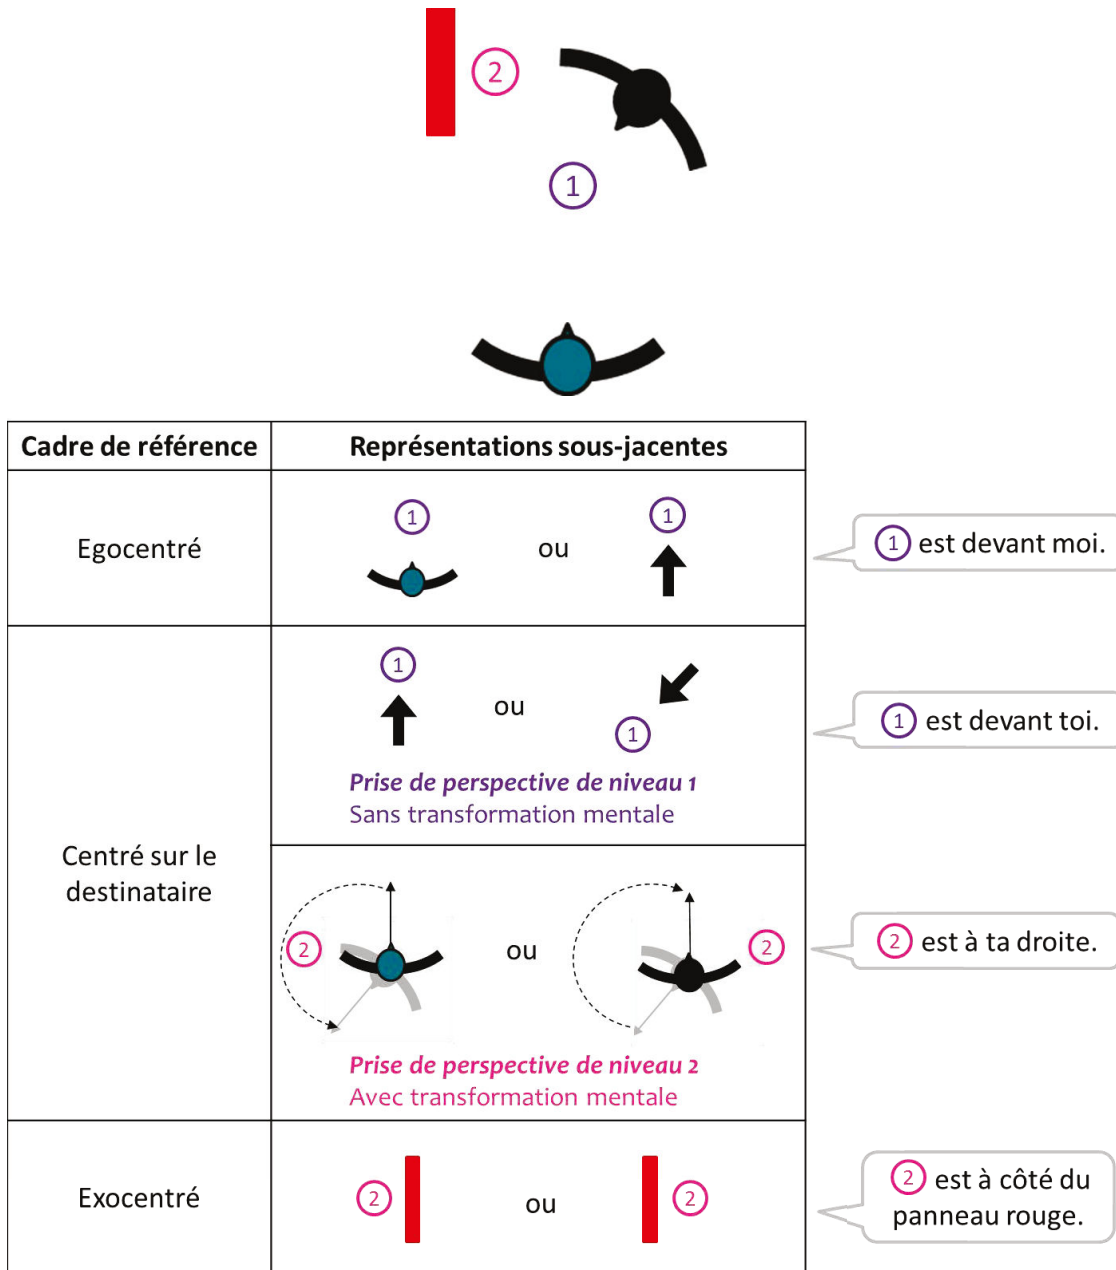 2
1
Cadre de référence
Représentations sous-jacentes
Egocentré
1
ou
1
1 est devant moi.
Centré sur le
destinataire
1
ou
1
Prise de perspective de niveau 1
Sans transformation mentale
1 est devant toi.
2
ou
2
Prise de perspective de niveau 2
Avec transformation mentale
2 est à ta droite.
Exocentré
2
ou
2
2 est à côté du
panneau rouge.